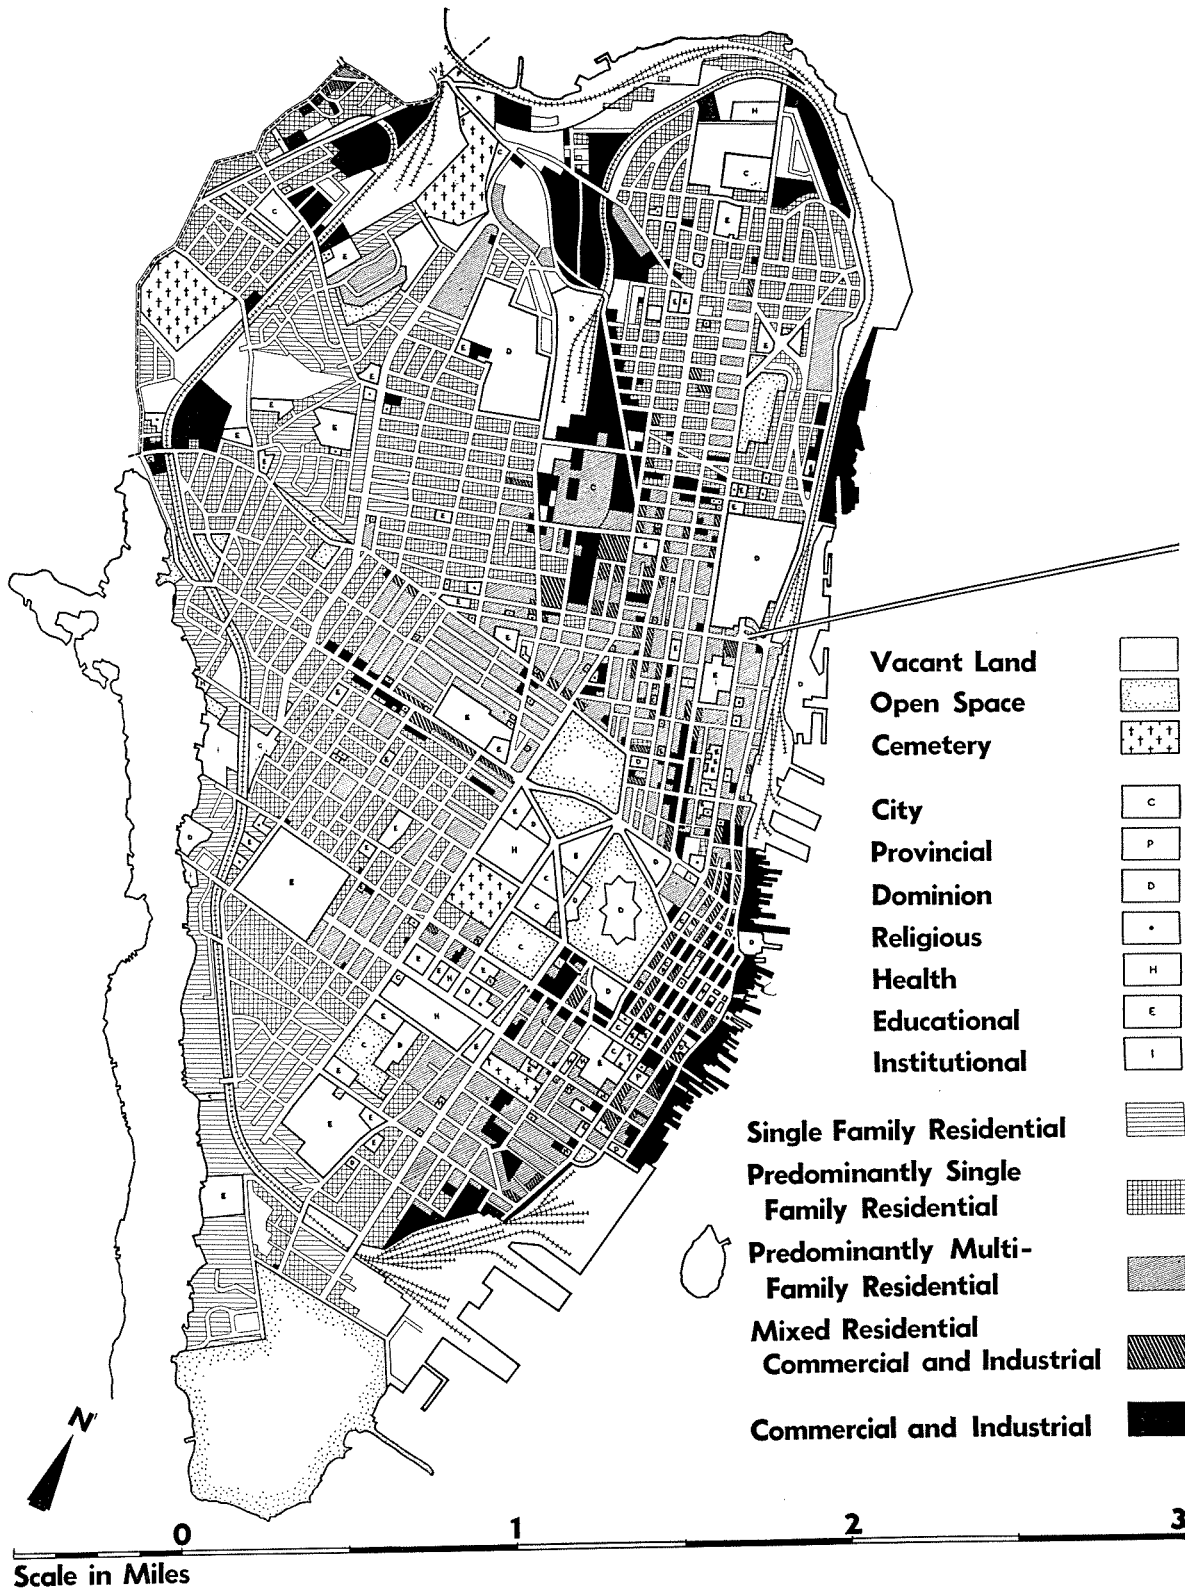 Vacant Land
Open Space
Cemetery
City
C
Provincial
P
Dominion
D
Religious
Health
H
Educational
E
Institutional
I
Single Family Residential
Predominantly Single
Family Residential
Predominantly Multi-
Family Residential
Mixed Residential
Commercial and Industrial
Commercial and Industrial
N
0 1 2 3
Scale in Miles